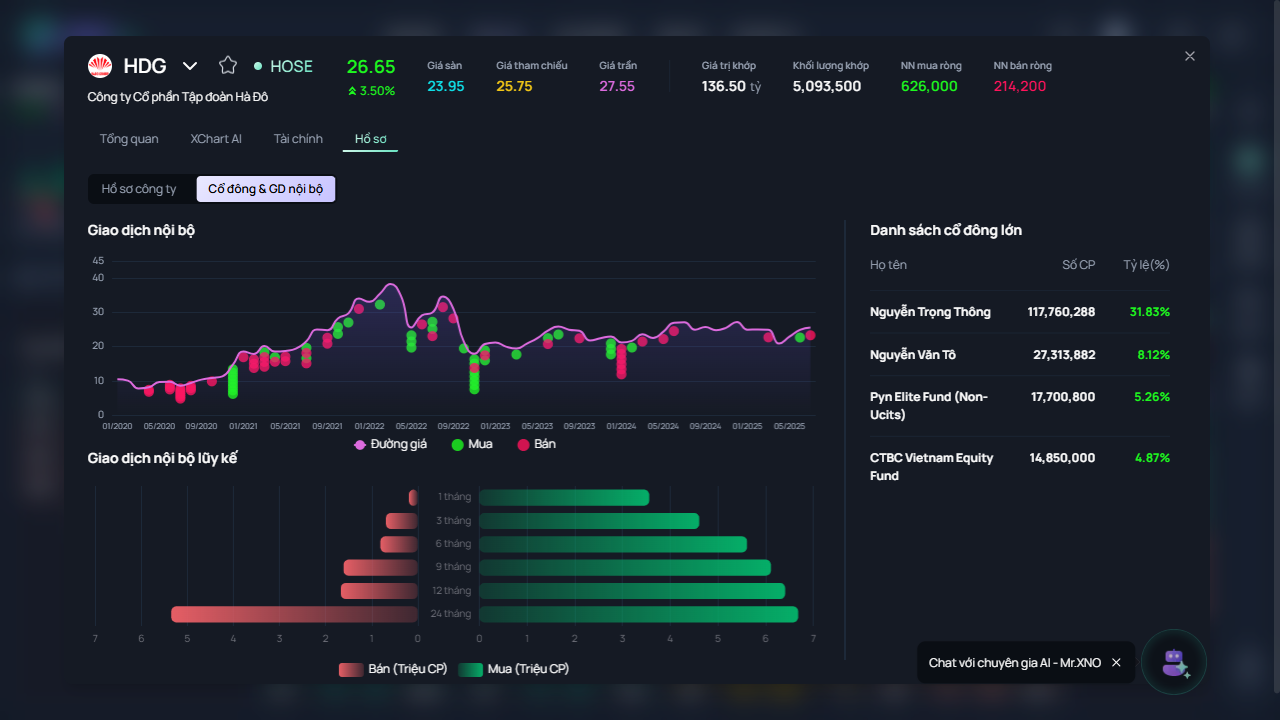 HDG
HOSE
26.65
3.50%
Giá sàn
23.95
Giá tham chiếu
25.75
Giá trần
27.55
Giá trị khớp
136.50 tỷ
Khối lượng khớp
5,093,500
NN mua ròng
626,000
NN bán ròng
214,200
Công ty Cổ phần Tập đoàn Hà Đô
Tổng quan
XChart AI
Tài chính
Hồ sơ
Hồ sơ công ty
Cổ đông & GD nội bộ
Giao dịch nội bộ
45
40
30
20
10
0
01/2020
05/2020
09/2020
01/2021
05/2021
09/2021
01/2022
05/2022
09/2022
01/2023
05/2023
09/2023
01/2024
05/2024
09/2024
01/2025
05/2025
Đường giá
Mua
Bán
Giao dịch nội bộ lũy kế
1 tháng
3 tháng
6 tháng
9 tháng
12 tháng
24 tháng
7 6 5 4 3 2 1 0
0 1 2 3 4 5 6 7
Bán (Triệu CP)
Mua (Triệu CP)
Danh sách cổ đông lớn
Họ tên Số CP Tỷ lệ(%)
Nguyễn Trọng Thông 117,760,288 31.83%
Nguyễn Văn Tô 27,313,882 8.12%
Pyn Elite Fund (Non- 17,700,800 5.26%
Ucits)
CTBC Vietnam Equity 14,850,000 4.87%
Fund
Chat với chuyên gia AI - Mr.XNO